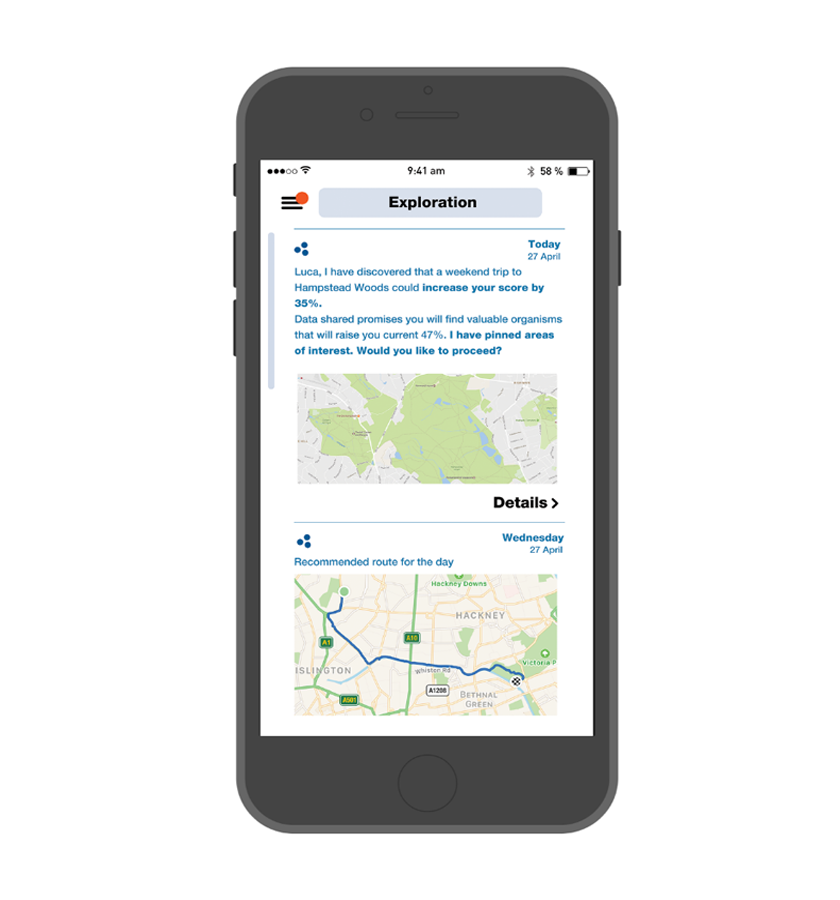 9:41 am
58 %
Exploration
Today
27 April
Luca, I have discovered that a weekend trip to
Hampstead Woods could increase your score by
35%.
Data shared promises you will find valuable organisms
that will raise you current 47%. I have pinned areas
of interest. Would you like to proceed?
Details
Wednesday
27 April
Recommended route for the day
Hackney Downs
HACKNEY
A1
A10
Victoria P
ISLINGTON
Whiston Rd
A1208
BETHNAL
GREEN
A501